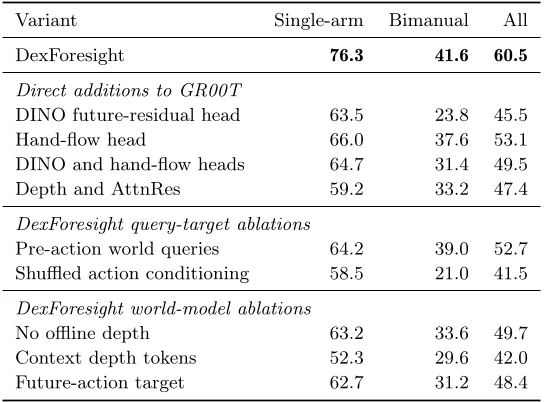 Variant Single-arm Bimanual All
DexForesight 76.3 41.6 60.5
Direct additions to GR00T
DINO future-residual head 63.5 23.8 45.5
Hand-flow head 66.0 37.6 53.1
DINO and hand-flow heads 64.7 31.4 49.5
Depth and AttnRes 59.2 33.2 47.4
DexForesight query-target ablations
Pre-action world queries 64.2 39.0 52.7
Shuffled action conditioning 58.5 21.0 41.5
DexForesight world-model ablations
No offline depth 63.2 33.6 49.7
Context depth tokens 52.3 29.6 42.0
Future-action target 62.7 31.2 48.4